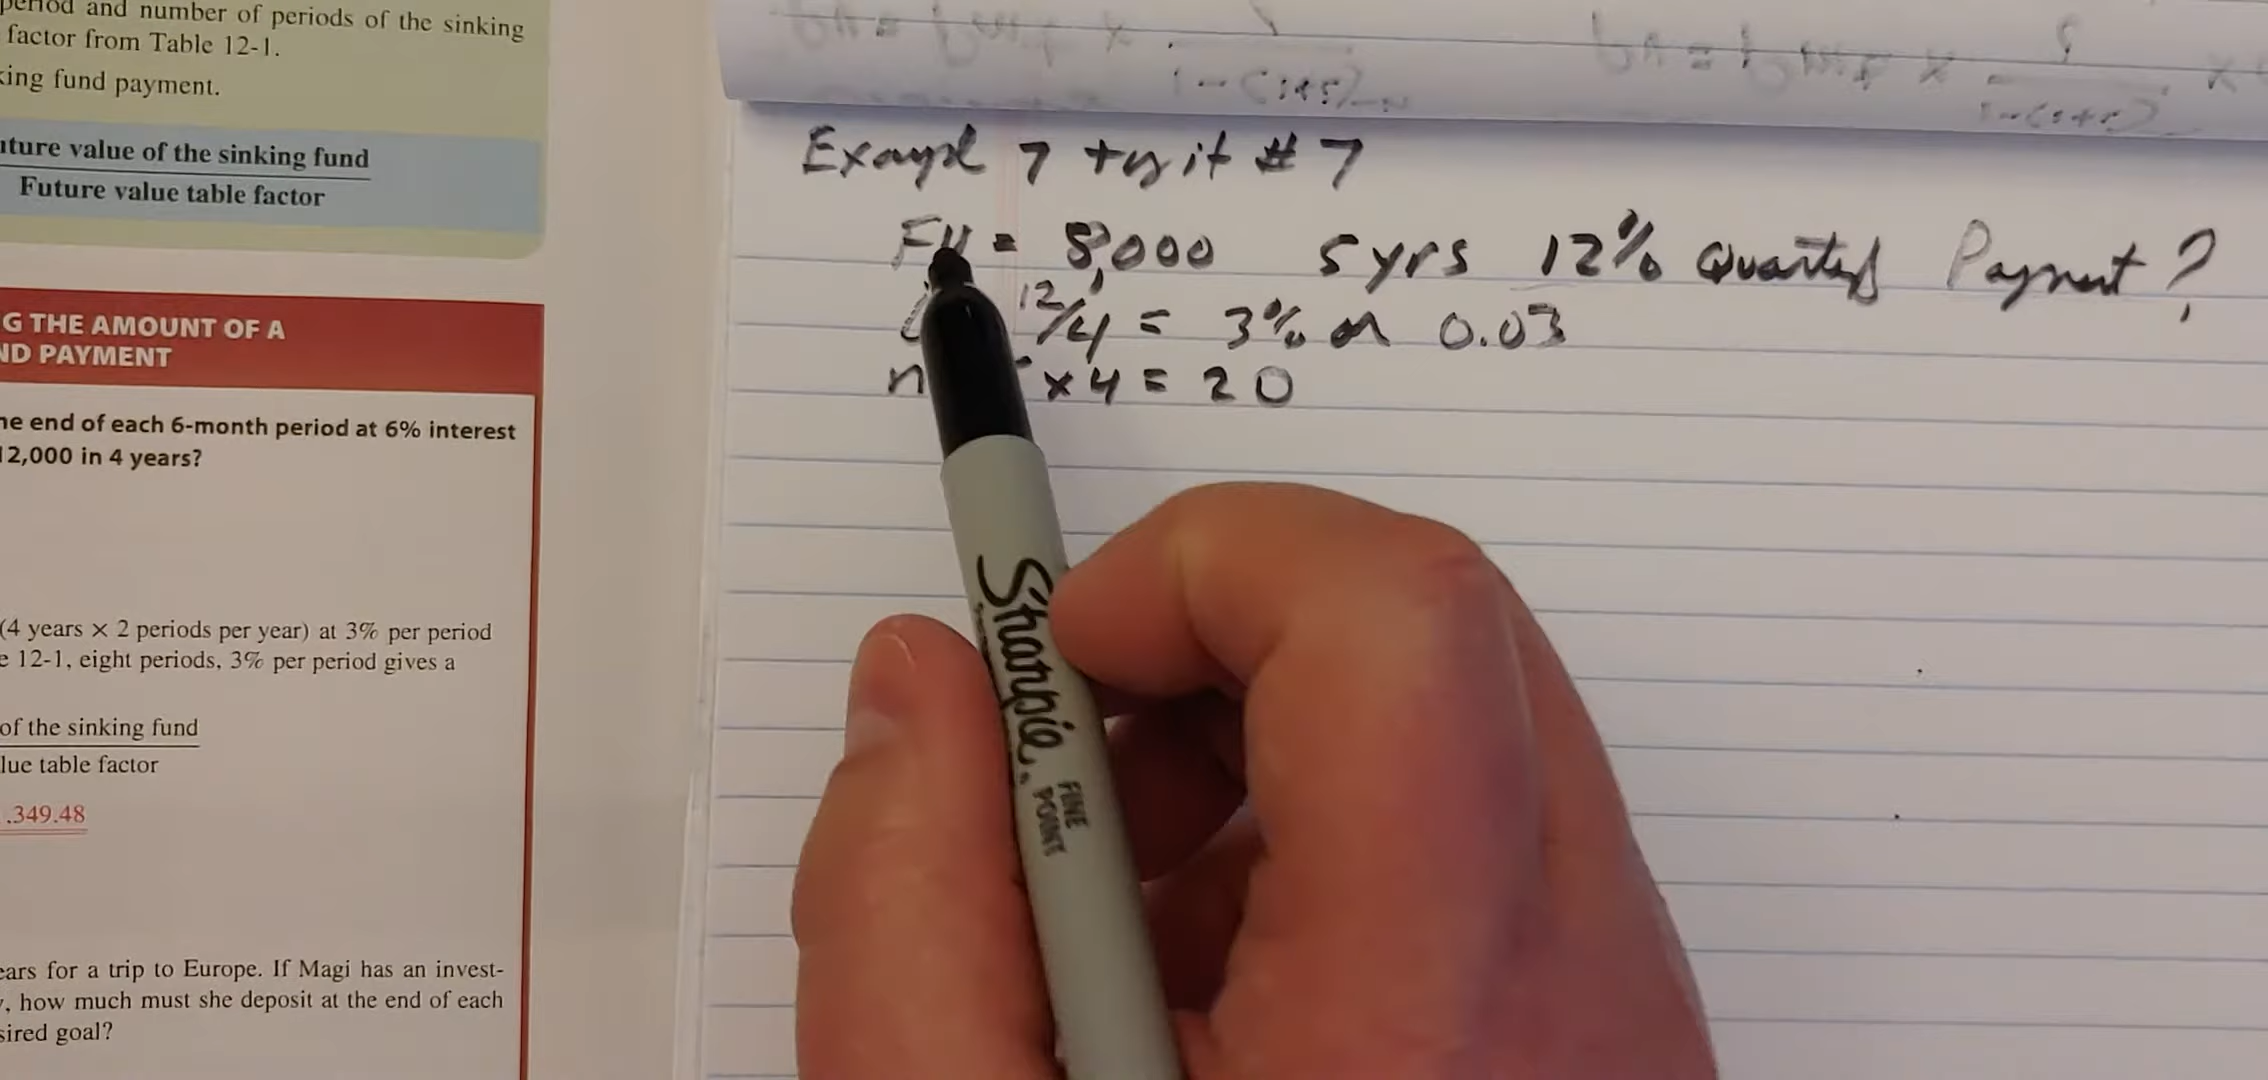 period and number of periods of the sinking
factor from Table 12-1.
king fund payment.
uture value of the sinking fund
Future value table factor
G THE AMOUNT OF A
ND PAYMENT
he end of each 6-month period at 6% interest
12,000 in 4 years?
(4 years × 2 periods per year) at 3% per period
e 12-1, eight periods, 3% per period gives a
of the sinking fund
lue table factor
.349.48
ears for a trip to Europe. If Magi has an invest-
, how much must she deposit at the end of each
sired goal?
Exampl 7 try it # 7
FV = 8,000 5 yrs 12% Quarterly Payment ?
12/4 = 3% or 0.03
n × 4 = 20
Sharpie.
FINE
POINT